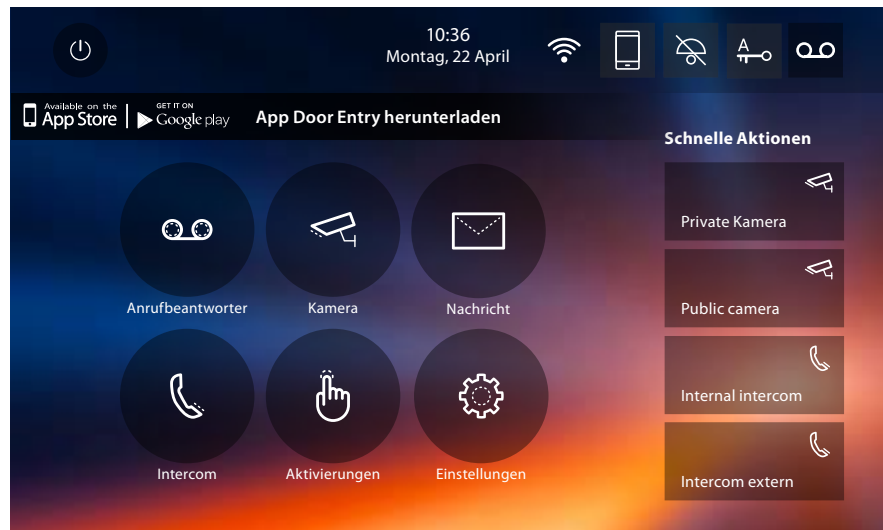 10:36
Montag, 22 April
A
Available on the
App Store
GET IT ON
Google play
App Door Entry herunterladen
Schnelle Aktionen
Private Kamera
Public camera
Internal intercom
Intercom extern
Anrufbeantworter
Kamera
Nachricht
Intercom
Aktivierungen
Einstellungen